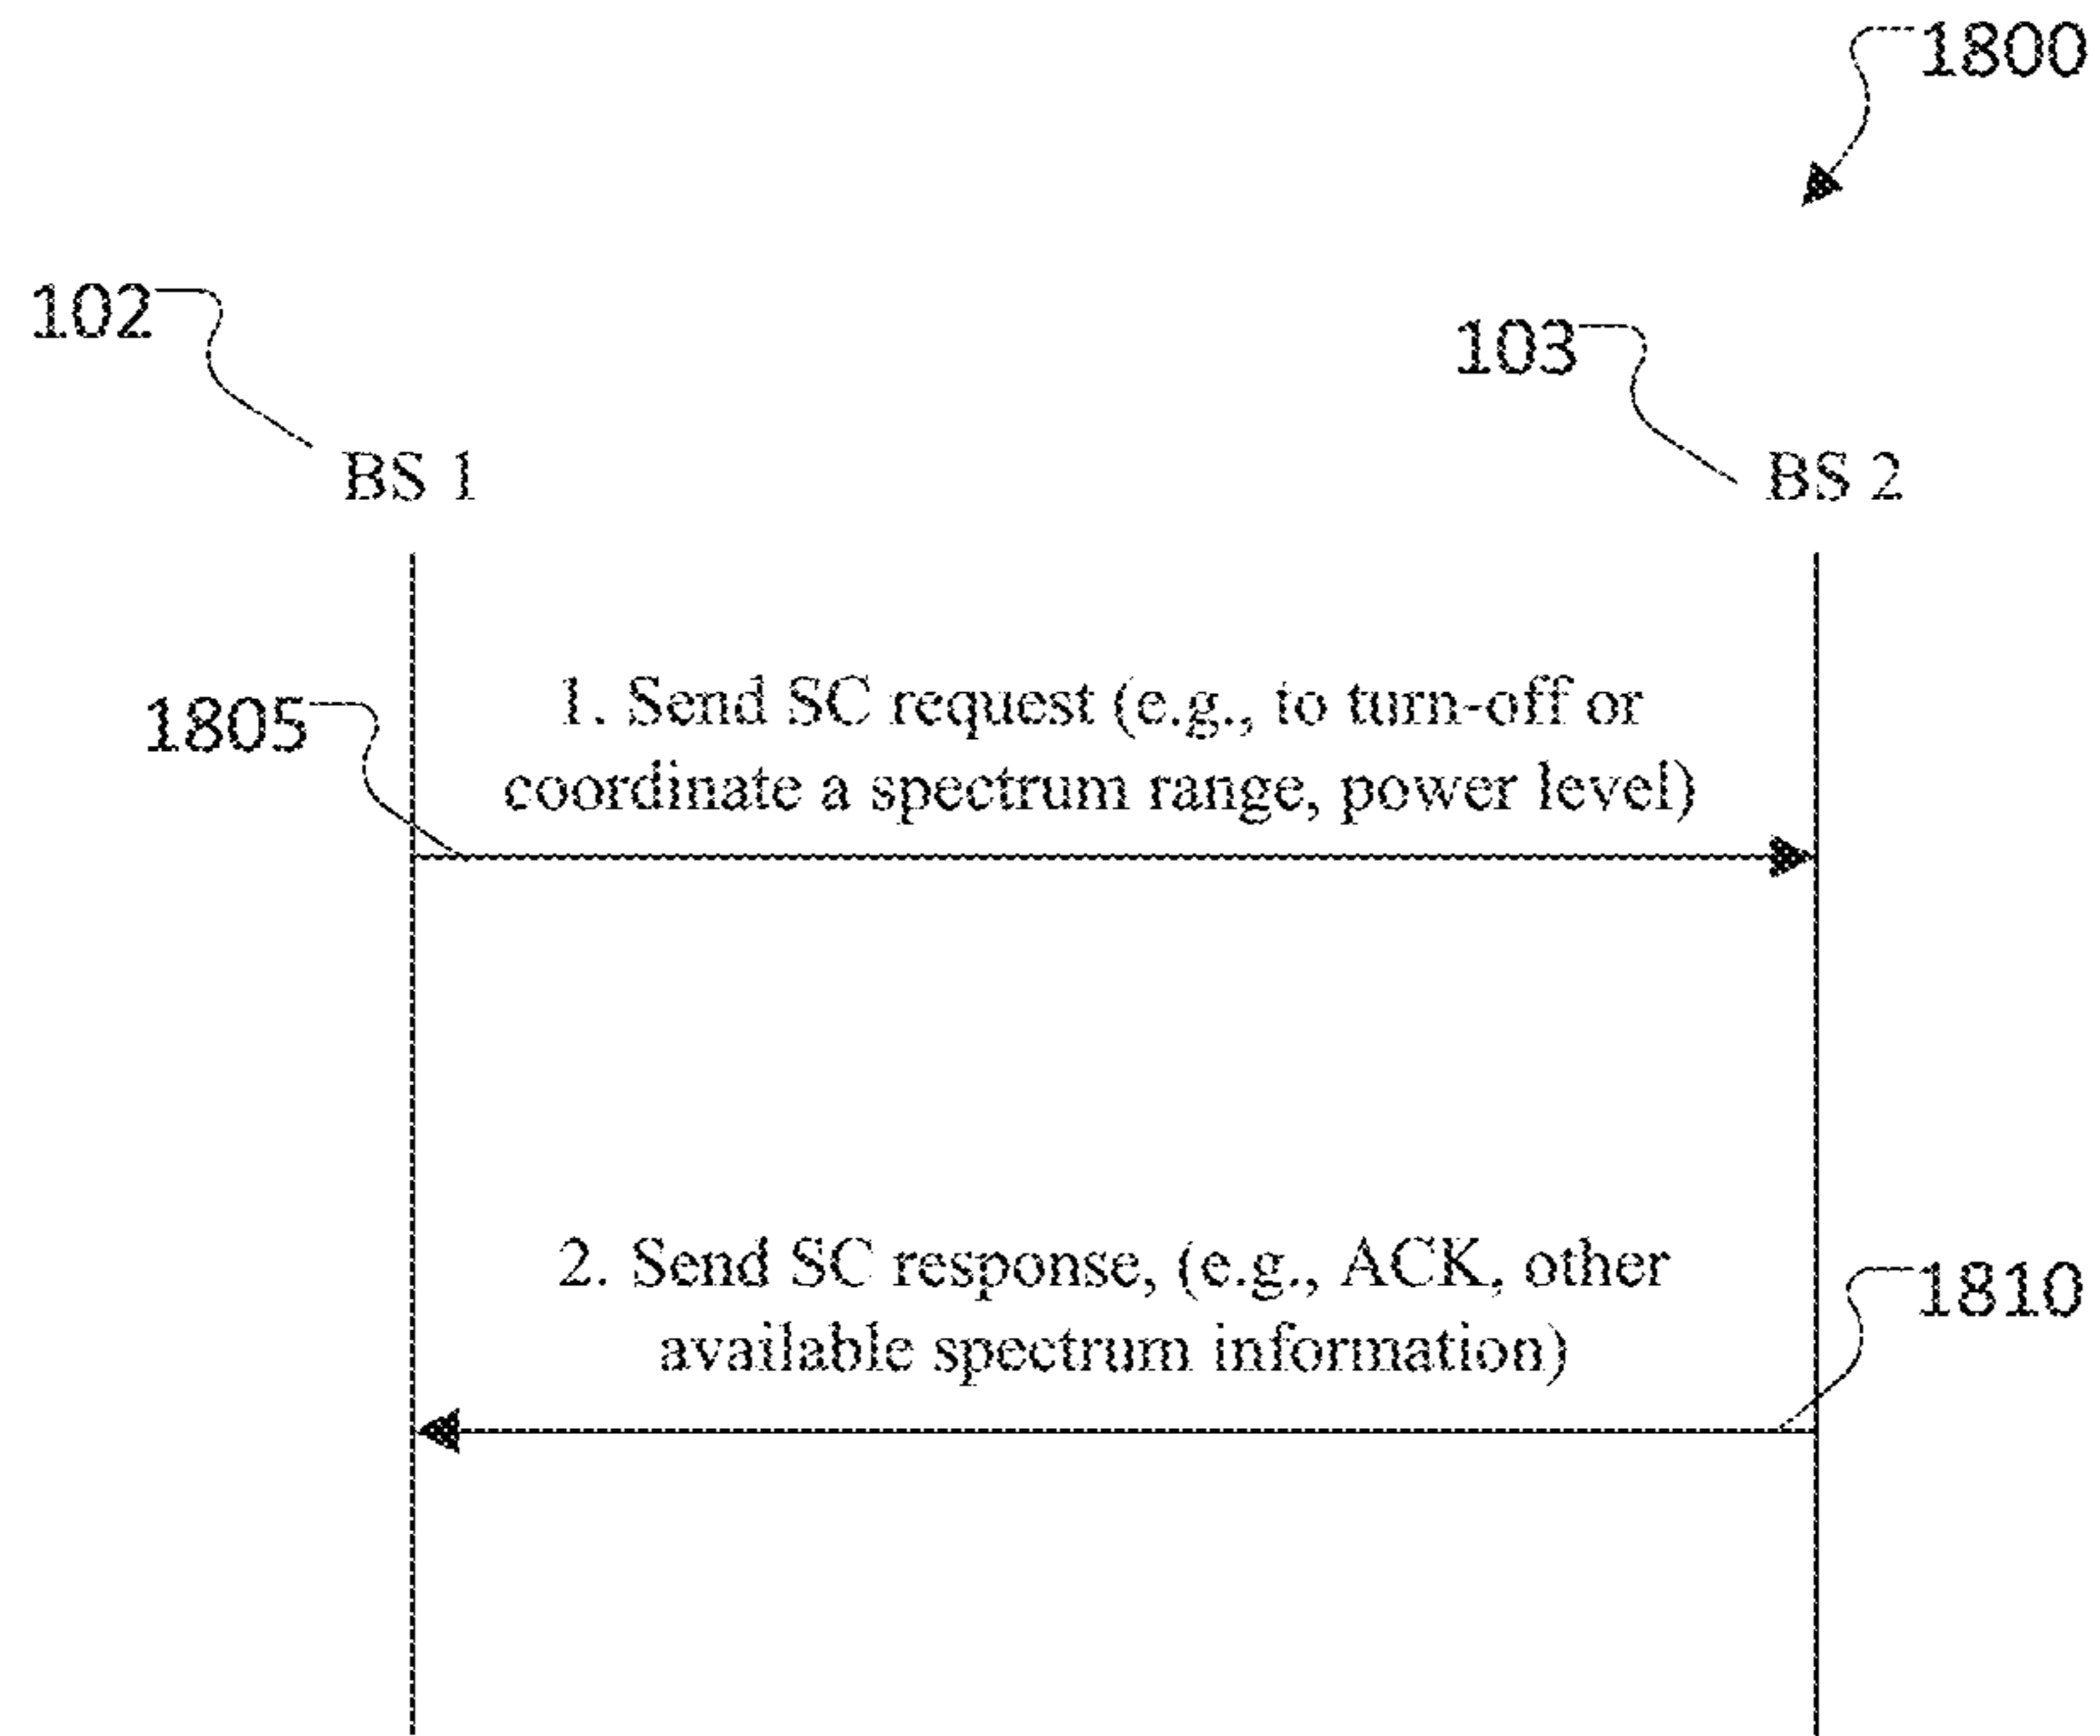 1800
102
103
BS 1
BS 2
1. Send SC request (e.g., to turn-off or
1805
coordinate a spectrum range, power level)
2. Send SC response, (e.g., ACK, other
1810
available spectrum information)